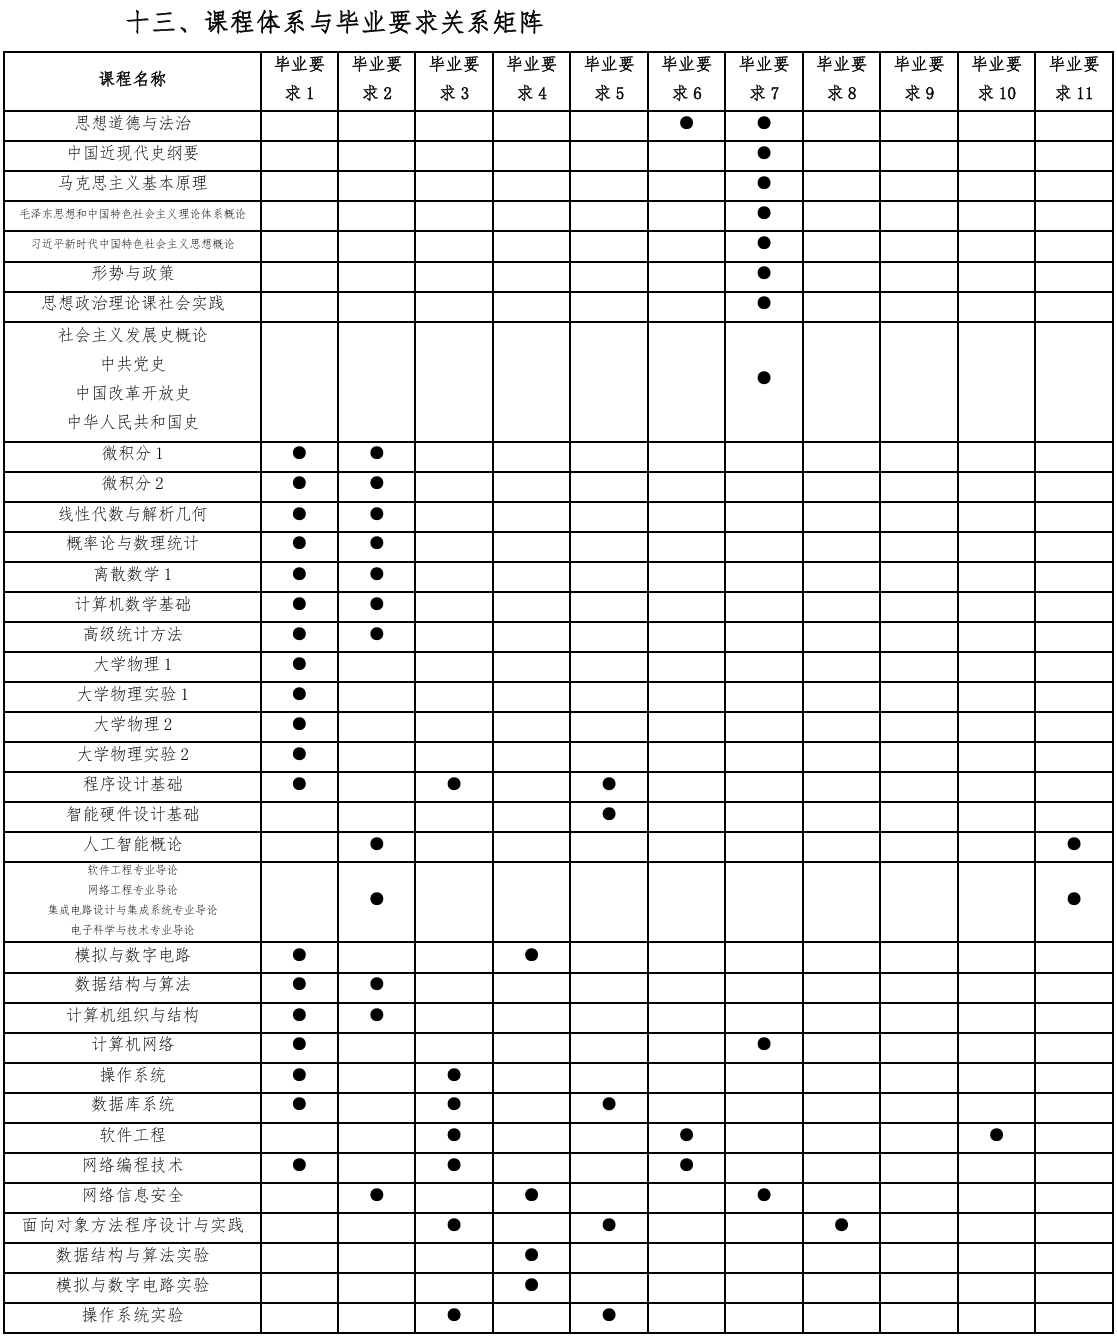 十三、课程体系与毕业要求关系矩阵
课程名称 毕业要求 1 毕业要求 2 毕业要求 3 毕业要求 4 毕业要求 5 毕业要求 6 毕业要求 7 毕业要求 8 毕业要求 9 毕业要求 10 毕业要求 11
思想道德与法治 ● ●
中国近现代史纲要 ●
马克思主义基本原理 ●
毛泽东思想和中国特色社会主义理论体系概论 ●
习近平新时代中国特色社会主义思想概论 ●
形势与政策 ●
思想政治理论课社会实践 ●
社会主义发展史概论
中共党史
中国改革开放史
中华人民共和国史 ●
微积分 1 ● ●
微积分 2 ● ●
线性代数与解析几何 ● ●
概率论与数理统计 ● ●
离散数学 1 ● ●
计算机数学基础 ● ●
高级统计方法 ● ●
大学物理 1 ●
大学物理实验 1 ●
大学物理 2 ●
大学物理实验 2 ●
程序设计基础 ● ● ●
智能硬件设计基础 ●
人工智能概论 ● ●
软件工程专业导论
网络工程专业导论
集成电路设计与集成系统专业导论
电子科学与技术专业导论 ● ●
模拟与数字电路 ● ●
数据结构与算法 ● ●
计算机组织与结构 ● ●
计算机网络 ● ●
操作系统 ● ●
数据库系统 ● ● ●
软件工程 ● ● ●
网络编程技术 ● ● ●
网络信息安全 ● ● ●
面向对象方法程序设计与实践 ● ● ●
数据结构与算法实验 ●
模拟与数字电路实验 ●
操作系统实验 ● ●